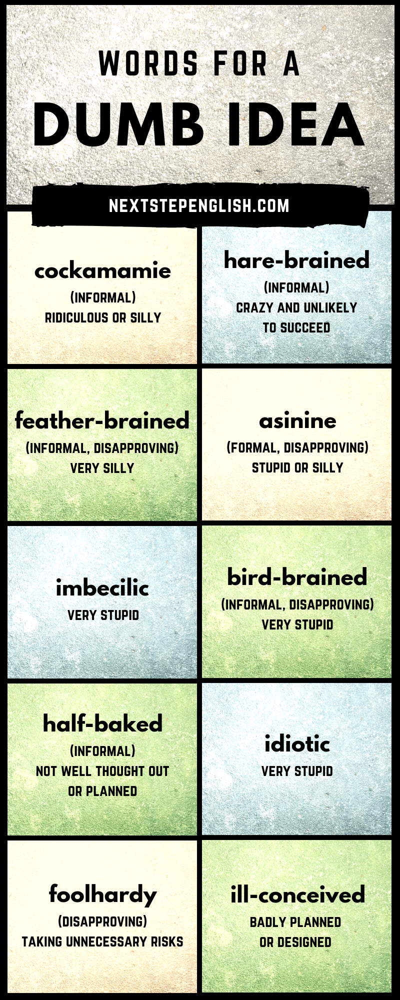 WORDS FOR A
DUMB IDEA
NEXTSTEPENGLISH.COM
cockamamie
(INFORMAL)
RIDICULOUS OR SILLY
hare-brained
(INFORMAL)
CRAZY AND UNLIKELY
TO SUCCEED
feather-brained
(INFORMAL, DISAPPROVING)
VERY SILLY
asinine
(FORMAL, DISAPPROVING)
STUPID OR SILLY
imbecilic
VERY STUPID
bird-brained
(INFORMAL, DISAPPROVING)
VERY STUPID
half-baked
(INFORMAL)
NOT WELL THOUGHT OUT
OR PLANNED
idiotic
VERY STUPID
foolhardy
(DISAPPROVING)
TAKING UNNECESSARY RISKS
ill-conceived
BADLY PLANNED
OR DESIGNED